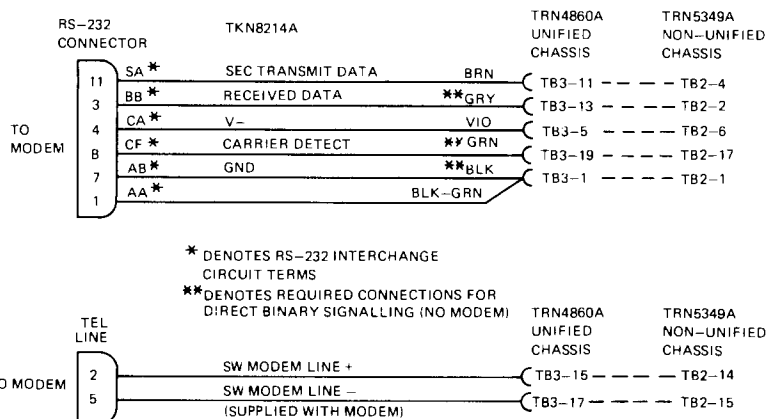 RS-232 CONNECTOR
TKN8214A
TRN4860A UNIFIED CHASSIS
TRN5349A NON-UNIFIED CHASSIS
TO MODEM
11 SA* SEC TRANSMIT DATA BRN TB3-11 TB2-4
3 BB* RECEIVED DATA **GRY TB3-13 TB2-2
4 CA* V- VIO TB3-5 TB2-6
8 CF* CARRIER DETECT **GRN TB3-19 TB2-17
7 AB* GND **BLK TB3-1 TB2-1
1 AA* BLK-GRN
* DENOTES RS-232 INTERCHANGE
CIRCUIT TERMS
** DENOTES REQUIRED CONNECTIONS FOR
DIRECT BINARY SIGNALLING (NO MODEM)
TEL LINE
TRN4860A UNIFIED CHASSIS
TRN5349A NON-UNIFIED CHASSIS
O MODEM
2 SW MODEM LINE + TB3-15 TB2-14
5 SW MODEM LINE - TB3-17 TB2-15
(SUPPLIED WITH MODEM)